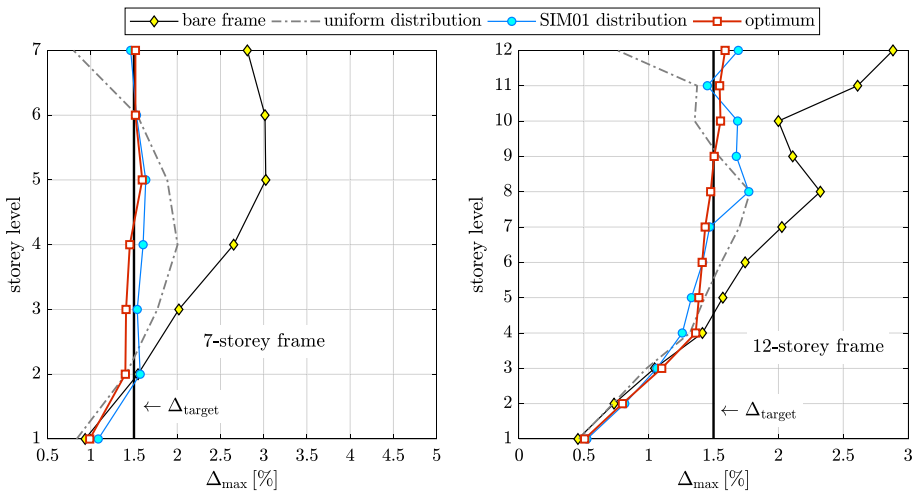 bare frame uniform distribution SIM01 distribution optimum
7
6
5
4
3
2
1
storey level
7-storey frame
← Δtarget
0.5 1 1.5 2 2.5 3 3.5 4 4.5 5
Δmax [%]
12
11
10
9
8
7
6
5
4
3
2
1
0
storey level
12-storey frame
← Δtarget
0 0.5 1 1.5 2 2.5 3
Δmax [%]